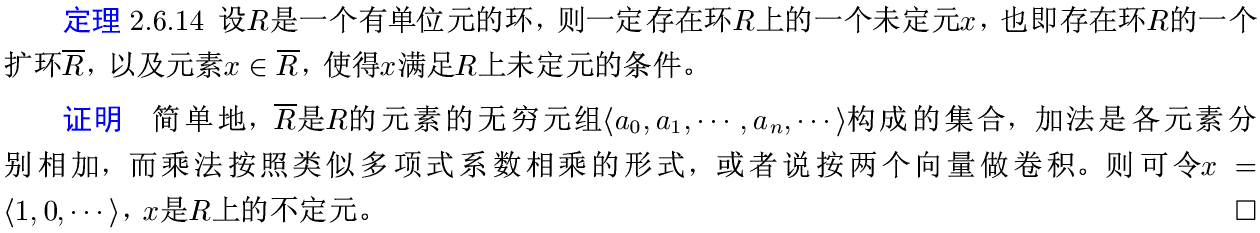 定理 2.6.14 设R是一个有单位元的环，则一定存在环R上的一个未定元x，也即存在环R的一个
扩环R̅，以及元素x ∈ R̅，使得x满足R上未定元的条件。
证明 简单地，R̅是R的元素的无穷元组⟨a₀, a₁, ⋯ , aₙ, ⋯⟩构成的集合，加法是各元素分
别相加，而乘法按照类似多项式系数相乘的形式，或者说按两个向量做卷积。则可令x =
⟨1, 0, ⋯⟩，x是R上的不定元。 □